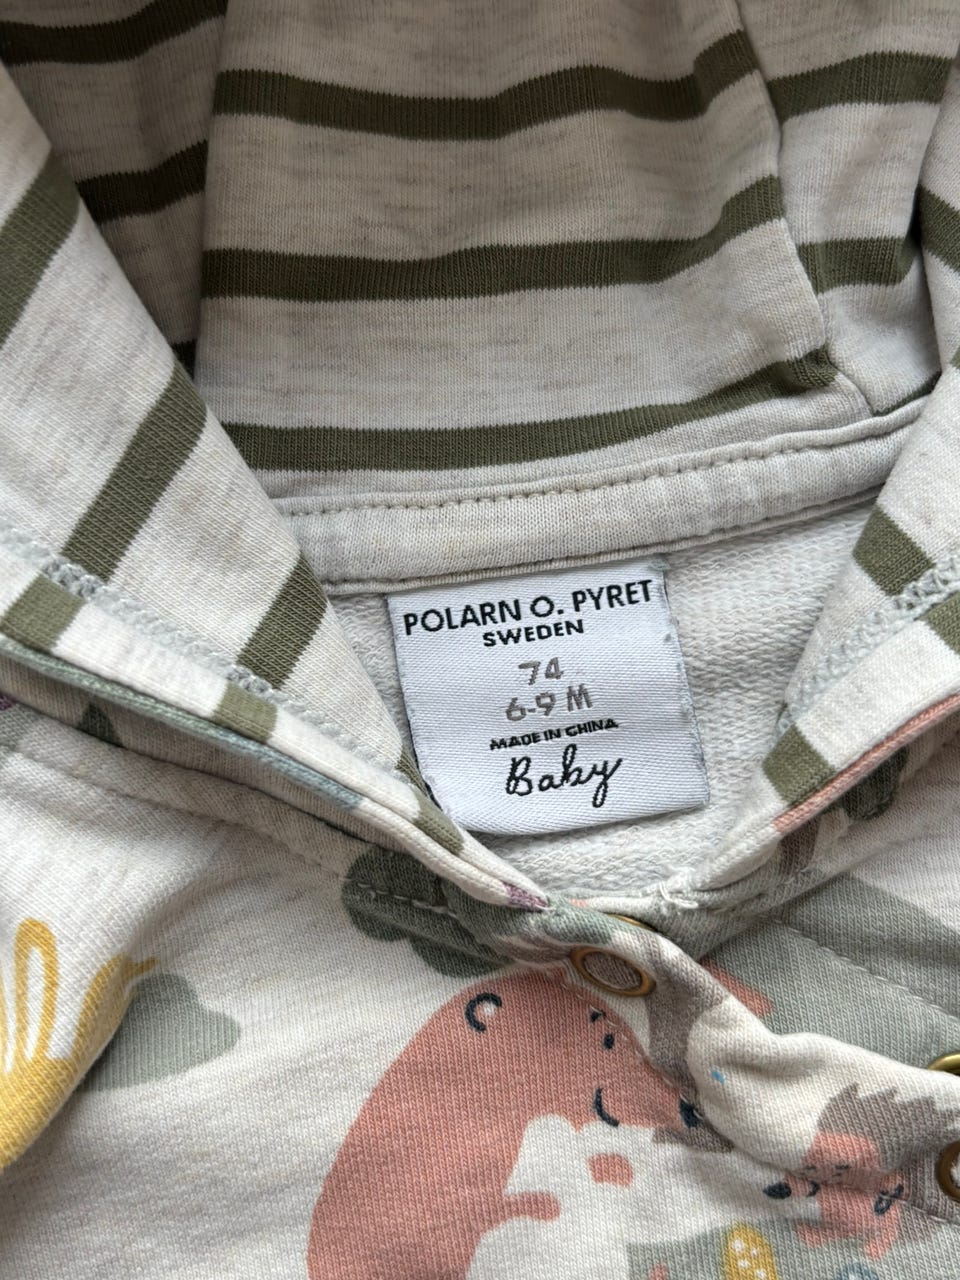 POLARN O. PYRET
SWEDEN
74
6-9 M
MADE IN CHINA
Baby